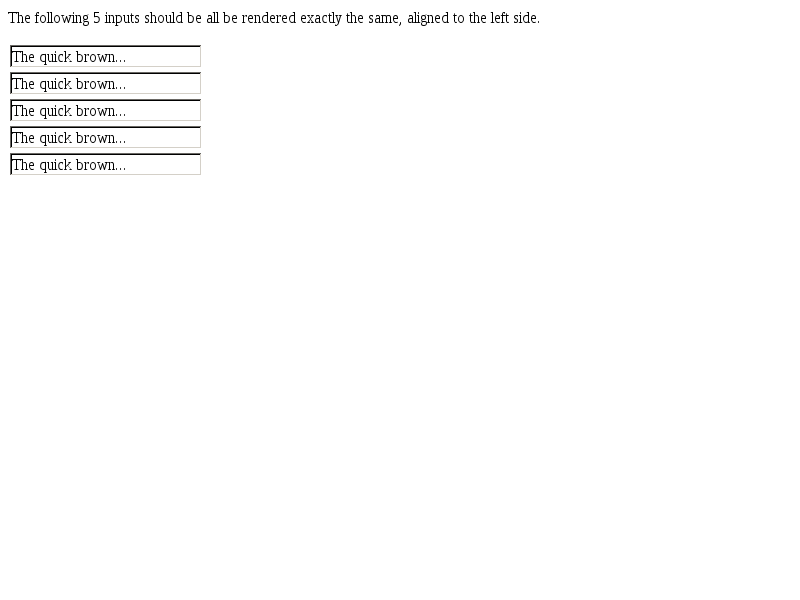 The following 5 inputs should be all be rendered exactly the same, aligned to the left side.
The quick brown...
The quick brown...
The quick brown...
The quick brown...
The quick brown...